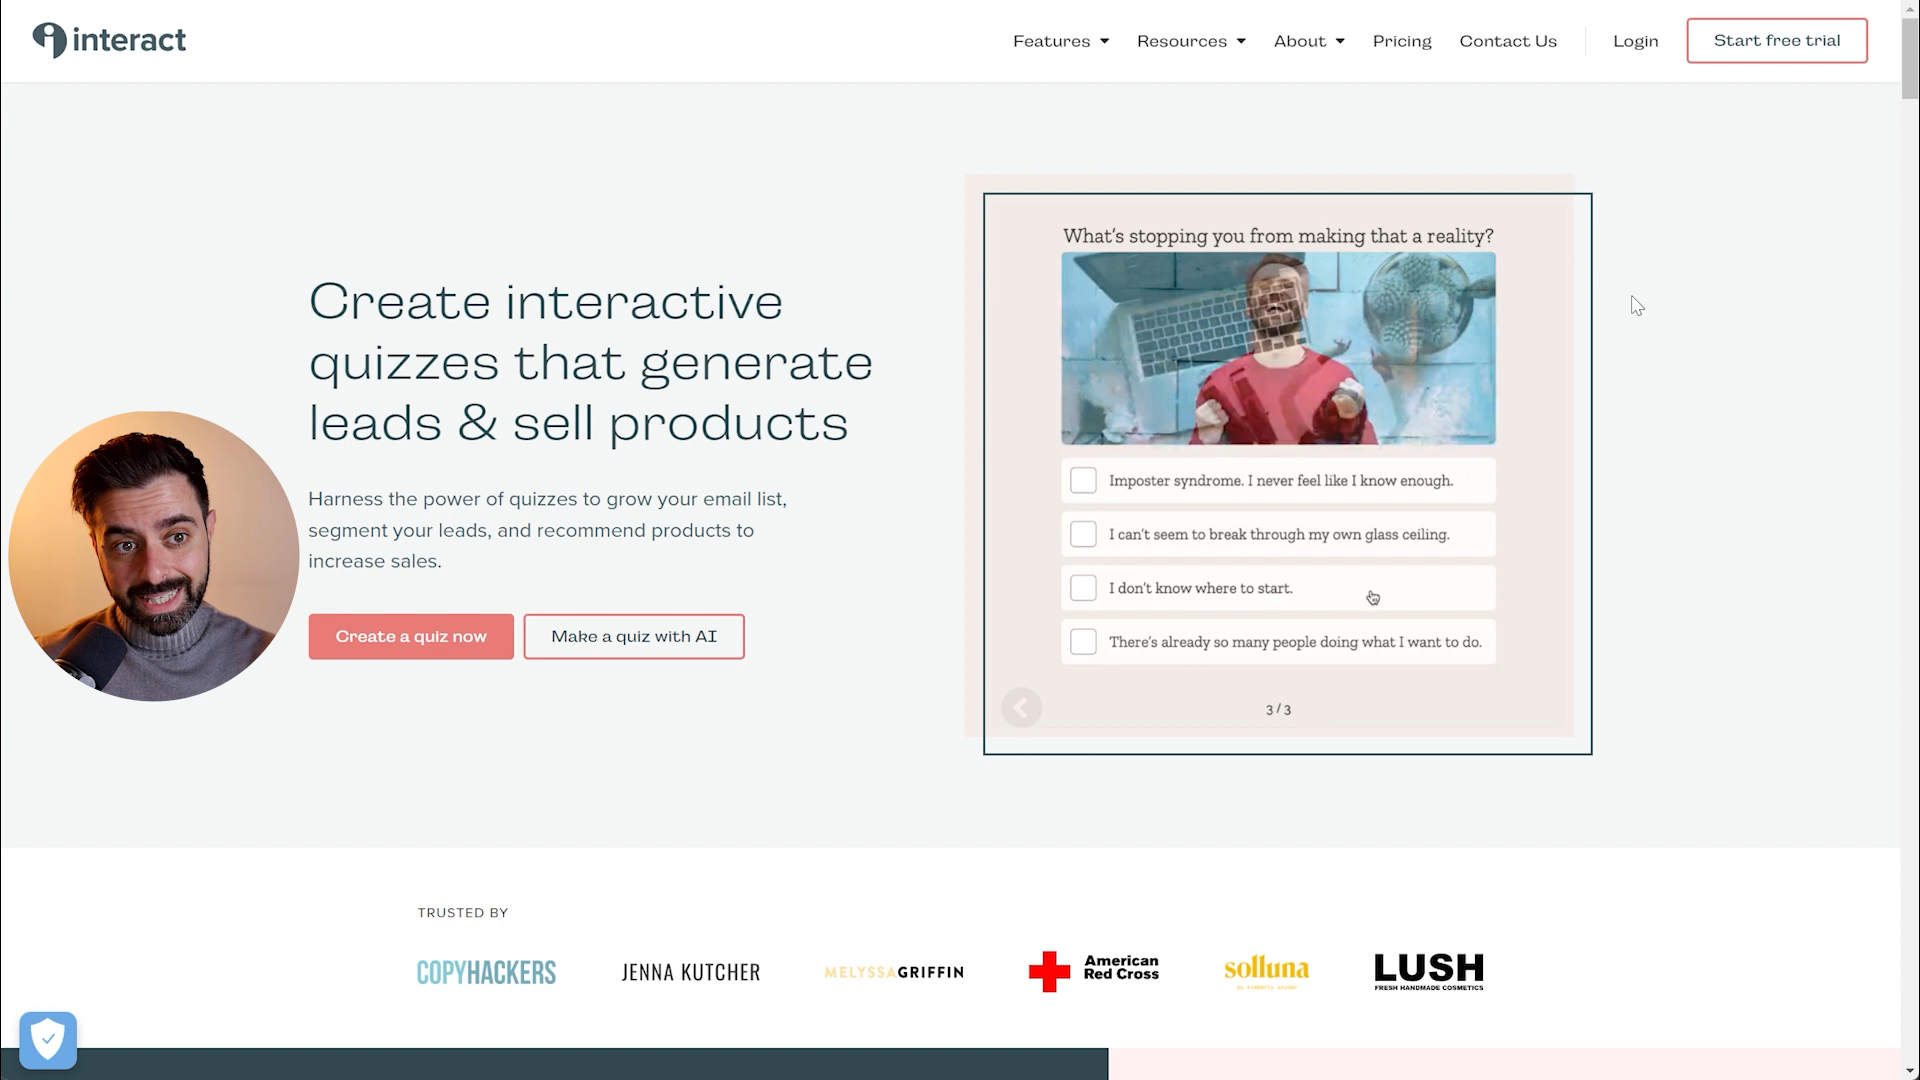 interact
Features
Resources
About
Pricing
Contact Us
Login
Start free trial
Create interactive
quizzes that generate
leads & sell products
Harness the power of quizzes to grow your email list,
segment your leads, and recommend products to
increase sales.
Create a quiz now
Make a quiz with AI
What's stopping you from making that a reality?
Imposter syndrome. I never feel like I know enough.
I can't seem to break through my own glass ceiling.
I don't know where to start.
There's already so many people doing what I want to do.
3 / 3
TRUSTED BY
COPYHACKERS
JENNA KUTCHER
MELYSSAGRIFFIN
American
Red Cross
solluna
by kimberly snyder
LUSH
FRESH HANDMADE COSMETICS